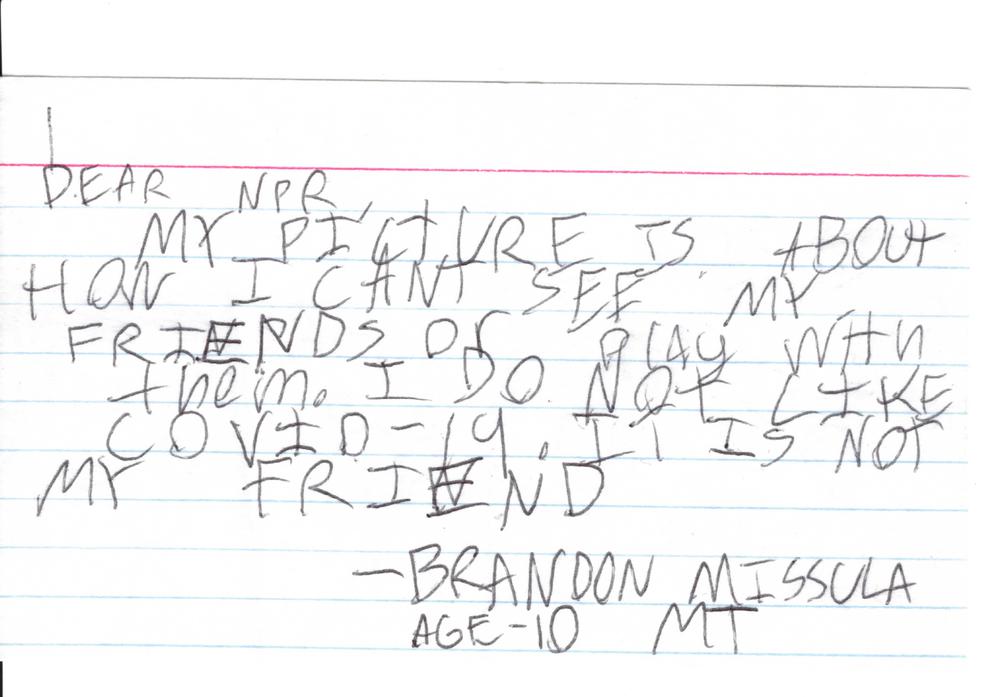 DEAR NPR,
MY PICTURE IS ABOUt
HOW I CANT SEE MY
FRIENDS Or PlAy WItH
them. I DO NOT LIKE
COVID-19. IT IS NOT
MY FRIEND
-BRANDON MISSULA
AGE-10 MT